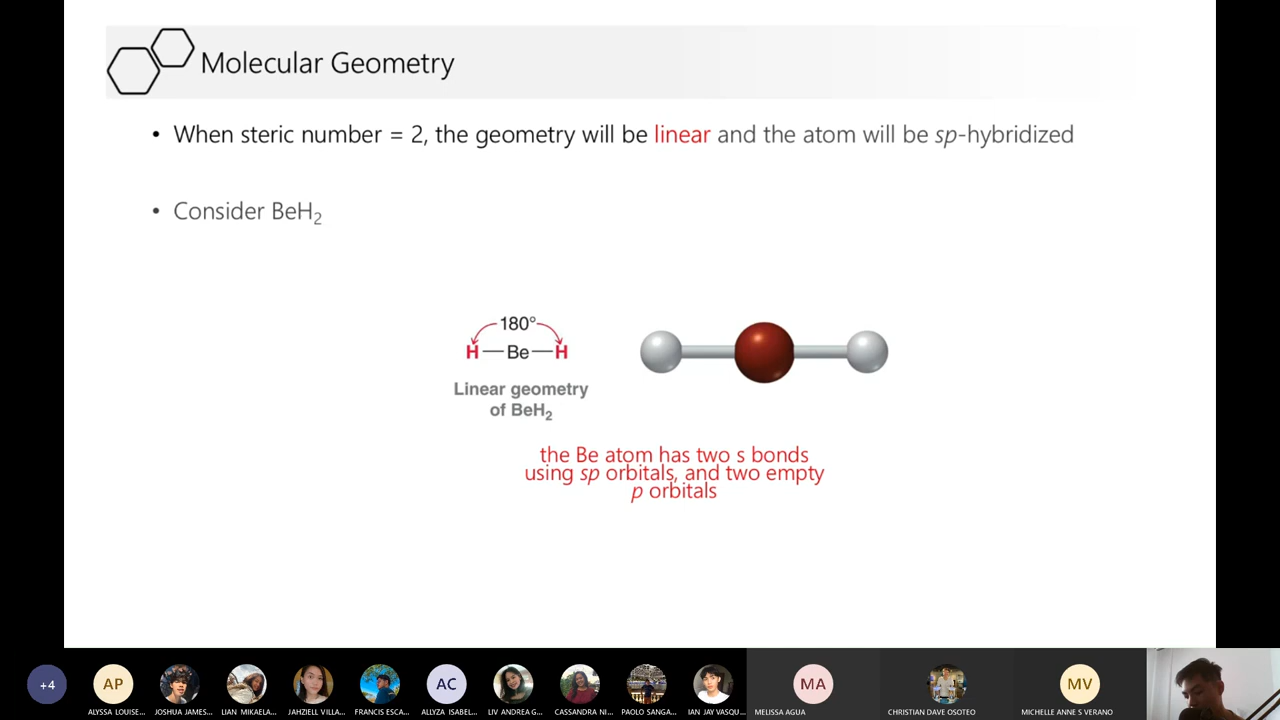 Molecular Geometry
• When steric number = 2, the geometry will be linear and the atom will be sp-hybridized
• Consider BeH₂
180°
H—Be—H
Linear geometry
of BeH₂
the Be atom has two s bonds
using sp orbitals, and two empty
p orbitals
+4
AP
AC
MA
MV
ALYSSA LOUISE...
JOSHUA JAMES...
LIAN MIKAELA...
JAHZIELL VILLA...
FRANCIS ESCA...
ALLYZA ISABEL...
LIV ANDREA G...
CASSANDRA NI...
PAOLO SANGA...
IAN JAY VASQU...
MELISSA AGUA
CHRISTIAN DAVE OSOTEO
MICHELLE ANNE S VERANO